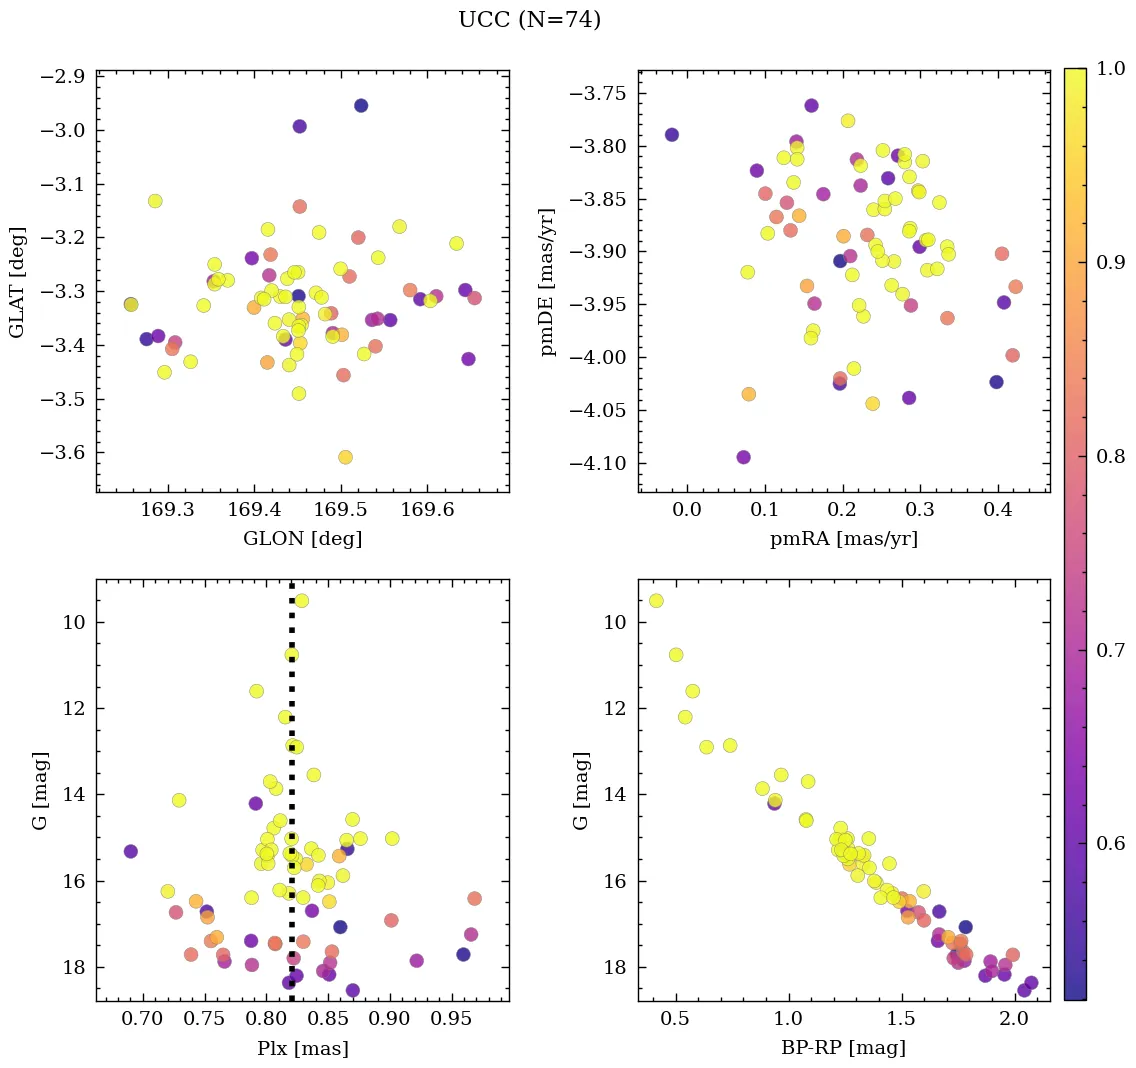 UCC (N=74)
−2.9
−3.0
−3.1
−3.2
−3.3
−3.4
−3.5
−3.6
GLAT [deg]
169.3 169.4 169.5 169.6
GLON [deg]
−3.75
−3.80
−3.85
−3.90
−3.95
−4.00
−4.05
−4.10
pmDE [mas/yr]
0.0 0.1 0.2 0.3 0.4
pmRA [mas/yr]
10
12
14
16
18
G [mag]
0.70 0.75 0.80 0.85 0.90 0.95
Plx [mas]
10
12
14
16
18
G [mag]
0.5 1.0 1.5 2.0
BP-RP [mag]
1.0
0.9
0.8
0.7
0.6